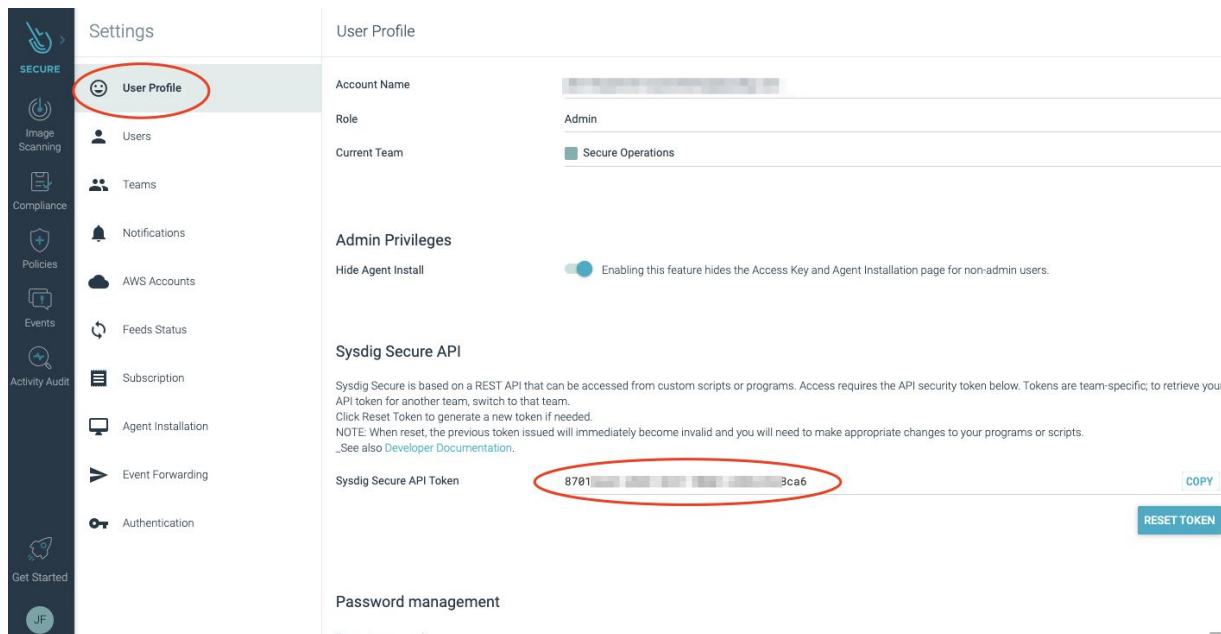 SECURE
Image
Scanning
Compliance
Policies
Events
Activity Audit
Get Started
JF
Settings
User Profile
Users
Teams
Notifications
AWS Accounts
Feeds Status
Subscription
Agent Installation
Event Forwarding
Authentication
User Profile
Account Name
Role Admin
Current Team Secure Operations
Admin Privileges
Hide Agent Install Enabling this feature hides the Access Key and Agent Installation page for non-admin users.
Sysdig Secure API
Sysdig Secure is based on a REST API that can be accessed from custom scripts or programs. Access requires the API security token below. Tokens are team-specific; to retrieve your
API token for another team, switch to that team.
Click Reset Token to generate a new token if needed.
NOTE: When reset, the previous token issued will immediately become invalid and you will need to make appropriate changes to your programs or scripts.
_See also Developer Documentation.
Sysdig Secure API Token 8701 8ca6 COPY
RESET TOKEN
Password management